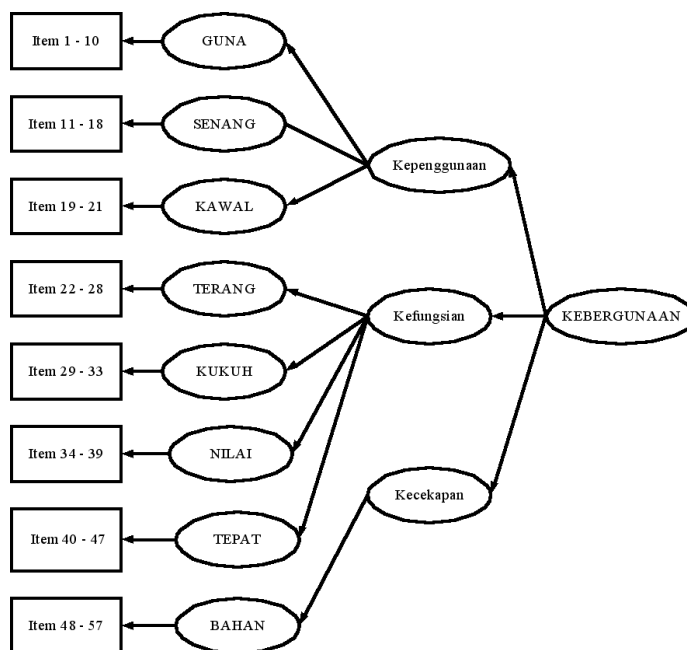 Item 1 - 10
GUNA
Item 11 - 18
SENANG
Kepenggunaan
Item 19 - 21
KAWAL
Item 22 - 28
TERANG
Kefungsian
KEBERGUNAAN
Item 29 - 33
KUKUH
Item 34 - 39
NILAI
Kecekapan
Item 40 - 47
TEPAT
Item 48 - 57
BAHAN